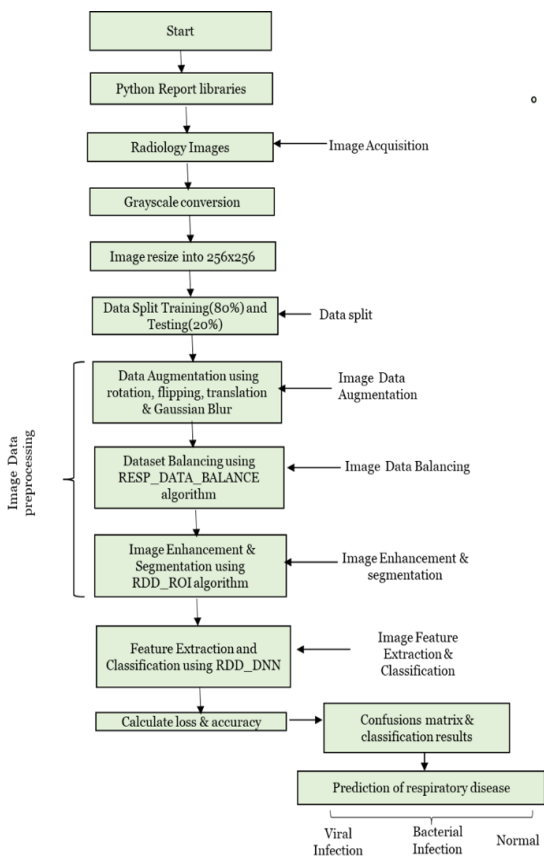 Start
Python Report libraries
Radiology Images
Image Acquisition
Grayscale conversion
Image resize into 256x256
Data Split Training(80%) and
Testing(20%)
Data split
Data Augmentation using
rotation, flipping, translation
& Gaussian Blur
Image Data
Augmentation
Image Data
preprocessing
Dataset Balancing using
RESP_DATA_BALANCE
algorithm
Image Data Balancing
Image Enhancement &
Segmentation using
RDD_ROI algorithm
Image Enhancement &
segmentation
Feature Extraction and
Classification using RDD_DNN
Image Feature
Extraction &
Classification
Calculate loss & accuracy
Confusions matrix &
classification results
Prediction of respiratory disease
Viral
Infection
Bacterial
Infection
Normal